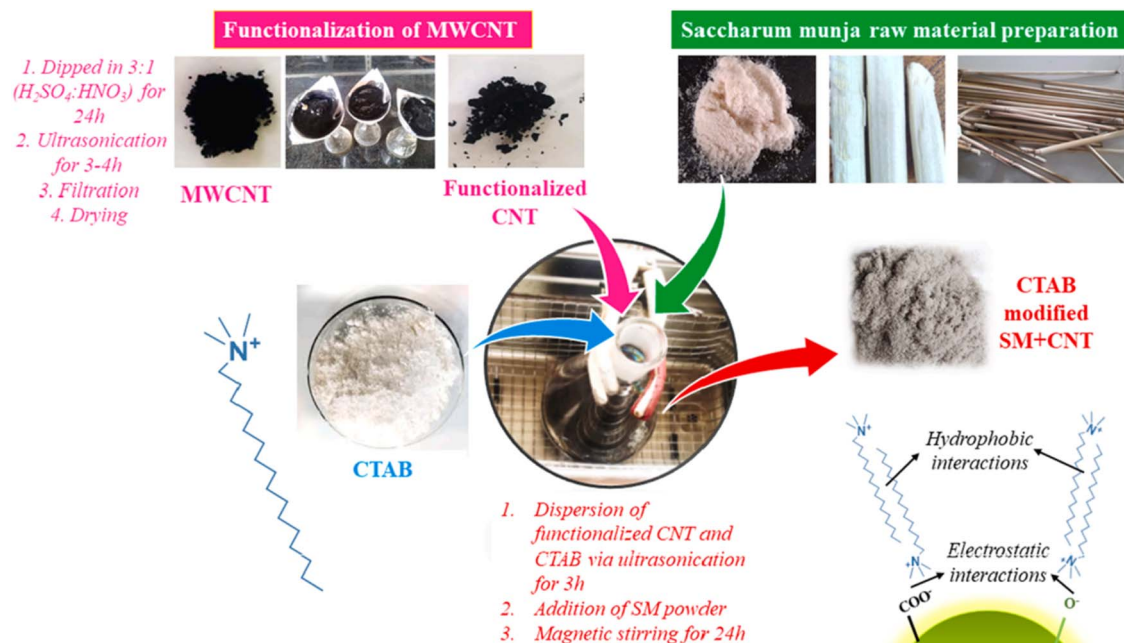 Functionalization of MWCNT
Saccharum munja raw material preparation
1. Dipped in 3:1
(H₂SO₄:HNO₃) for
24h
2. Ultrasonication
for 3-4h
3. Filtration
4. Drying
MWCNT
Functionalized
CNT
CTAB
modified
SM+CNT
N⁺
CTAB
1. Dispersion of
functionalized CNT and
CTAB via ultrasonication
for 3h
2. Addition of SM powder
3. Magnetic stirring for 24h
N⁺
N⁺
Hydrophobic
interactions
⁺N
⁺N
Electrostatic
interactions
COO⁻
O⁻